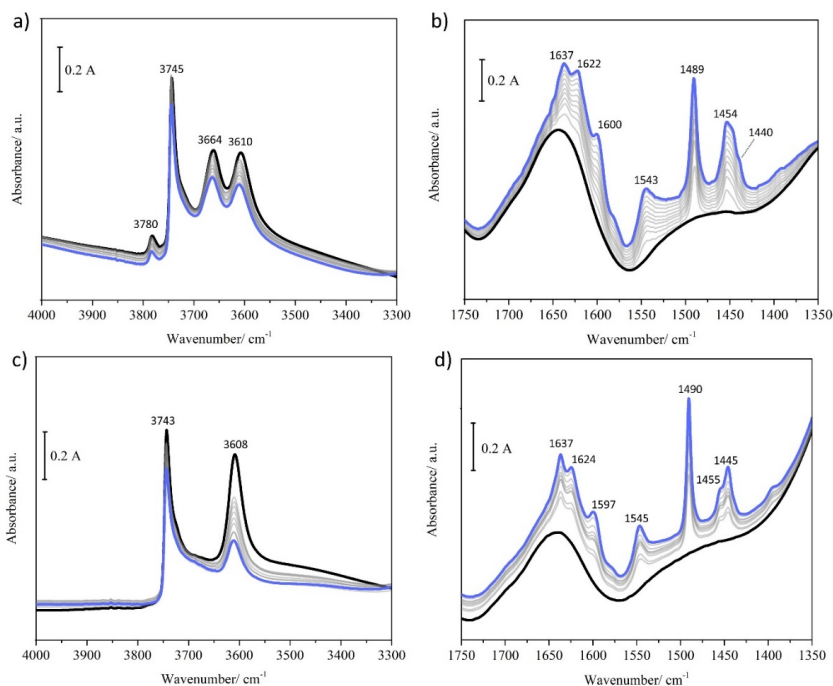 a)
0.2 A
3745
3664
3610
3780
Absorbance/ a.u.
4000 3900 3800 3700 3600 3500 3400 3300
Wavenumber/ cm-1
b)
0.2 A
1637
1622
1600
1543
1489
1454
1440
Absorbance/ a.u.
1750 1700 1650 1600 1550 1500 1450 1400 1350
Wavenumber/ cm-1
c)
0.2 A
3743
3608
Absorbance/ a.u.
4000 3900 3800 3700 3600 3500 3400 3300
Wavenumber/ cm-1
d)
0.2 A
1637
1624
1597
1545
1490
1455
1445
Absorbance/ a.u.
1750 1700 1650 1600 1550 1500 1450 1400 1350
Wavenumber/ cm-1